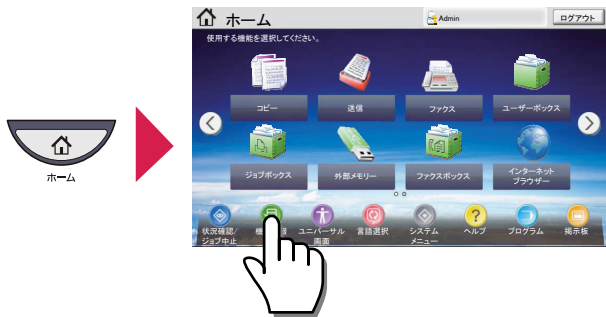 ホーム
ホーム
Admin
ログアウト
使用する機能を選択してください。
コピー
送信
ファクス
ユーザーボックス
ジョブボックス
外部メモリー
ファクスボックス
インターネット
ブラウザー
状況確認/
ジョブ中止
ユニバーサル
画面
言語選択
システム
メニュー
ヘルプ
プログラム
掲示板